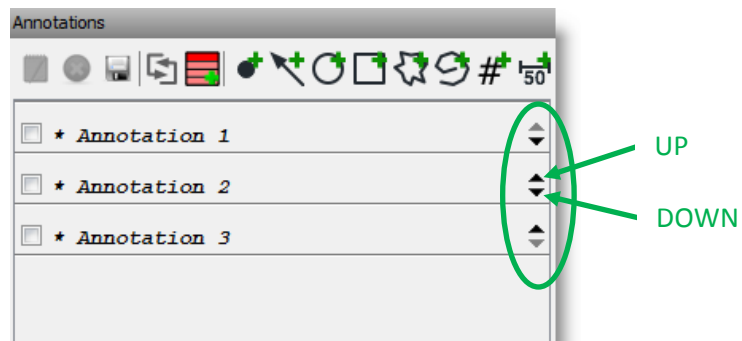 Annotations
# 50
* Annotation 1
UP
* Annotation 2
DOWN
* Annotation 3